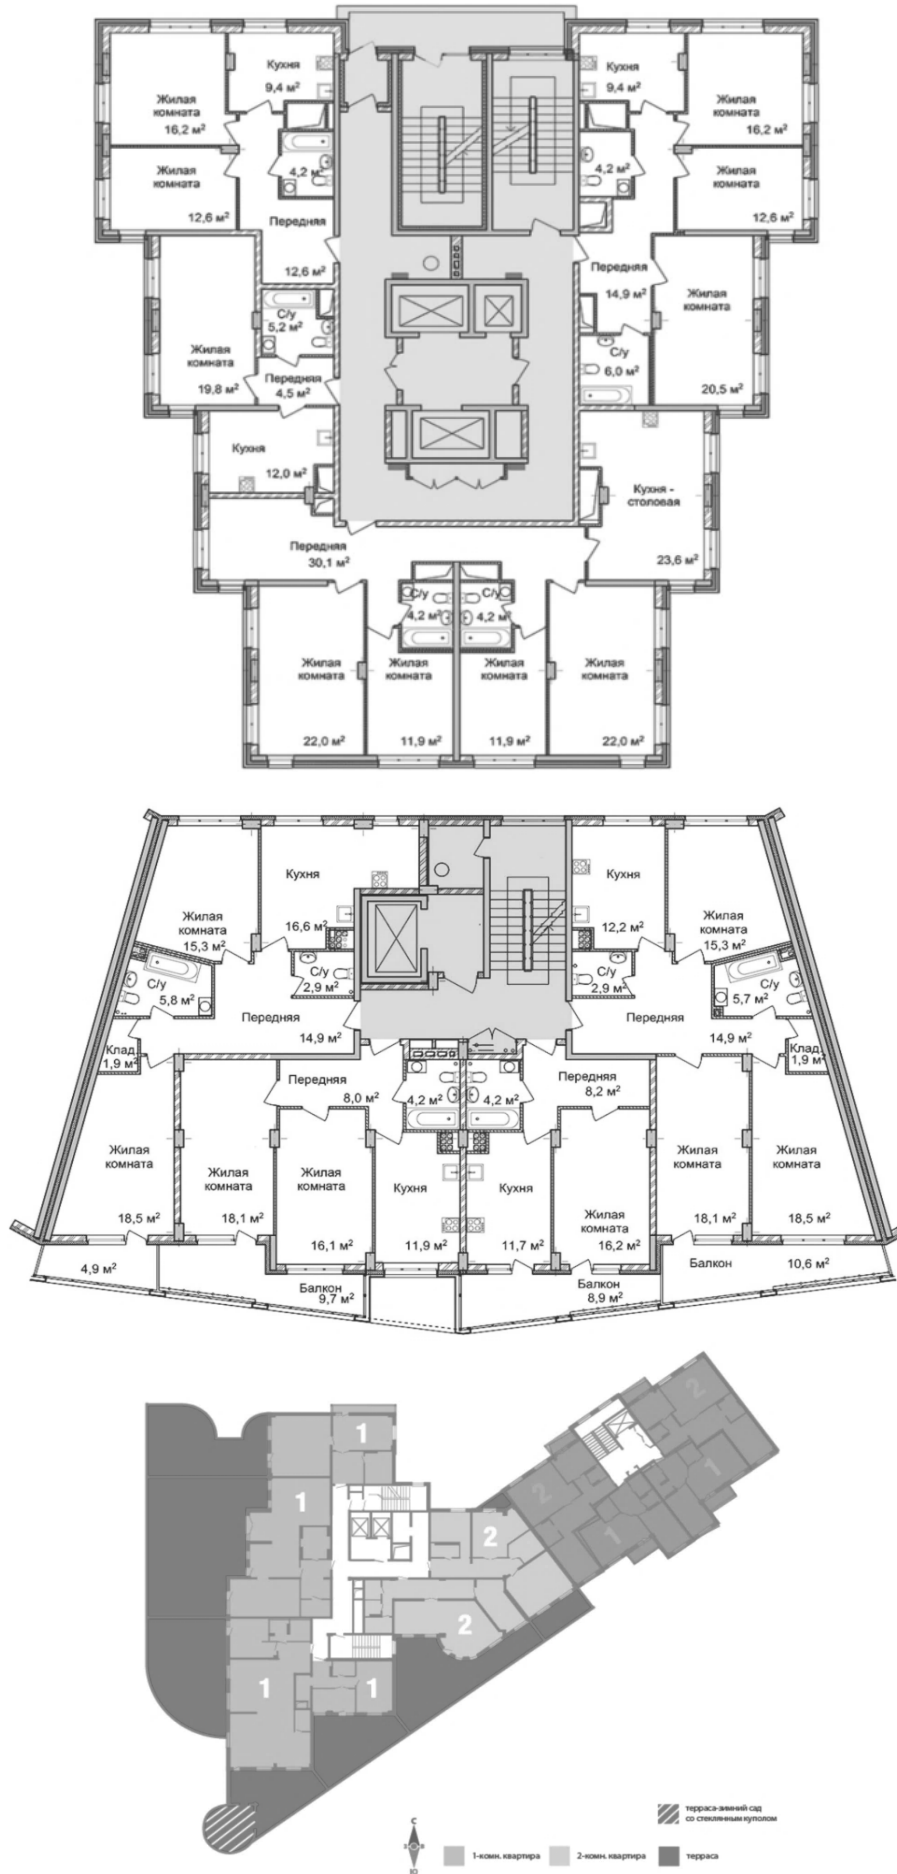 Кухня
9,4 м²
Кухня
9,4 м²
Жилая
комната
16,2 м²
Жилая
комната
16,2 м²
4,2 м²
4,2 м²
Жилая
комната
12,6 м²
Жилая
комната
12,6 м²
Передняя
12,6 м²
Передняя
14,9 м²
С/у
5,2 м²
Жилая
комната
19,8 м²
Передняя
4,5 м²
С/у
6,0 м²
Жилая
комната
20,5 м²
Кухня
12,0 м²
Кухня -
столовая
23,6 м²
Передняя
30,1 м²
С/у
4,2 м²
С/у
4,2 м²
Жилая
комната
22,0 м²
Жилая
комната
11,9 м²
Жилая
комната
11,9 м²
Жилая
комната
22,0 м²
Кухня
16,6 м²
Кухня
12,2 м²
Жилая
комната
15,3 м²
Жилая
комната
15,3 м²
С/у
5,8 м²
С/у
2,9 м²
С/у
2,9 м²
С/у
5,7 м²
Передняя
14,9 м²
Передняя
14,9 м²
Клад.
1,9 м²
Клад.
1,9 м²
Передняя
8,0 м²
4,2 м²
4,2 м²
Передняя
8,2 м²
Жилая
комната
18,5 м²
Жилая
комната
18,1 м²
Жилая
комната
16,1 м²
Кухня
11,9 м²
Кухня
11,7 м²
Жилая
комната
16,2 м²
Жилая
комната
18,1 м²
Жилая
комната
18,5 м²
4,9 м²
Балкон
9,7 м²
Балкон
8,9 м²
Балкон
10,6 м²
2
1
1
2
1
2
1
2
1
1
С
З
В
Ю
терраса-зимний сад
со стеклянным куполом
1-комн. квартира
2-комн. квартира
терраса